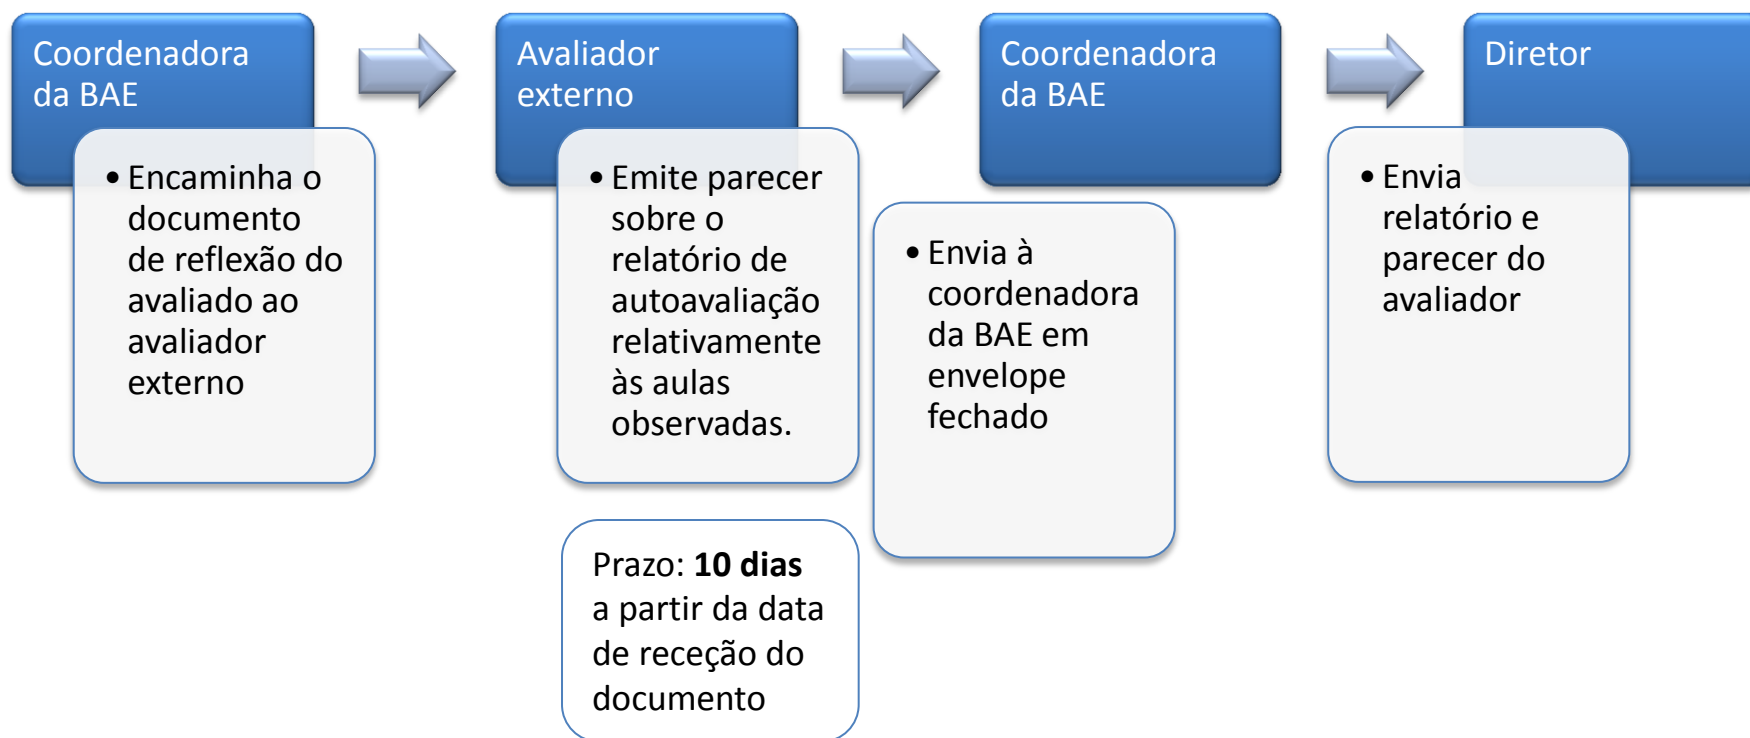 Coordenadora
da BAE
• Encaminha o
documento
de reflexão do
avaliado ao
avaliador
externo
Avaliador
externo
• Emite parecer
sobre o
relatório de
autoavaliação
relativamente
às aulas
observadas.
Prazo: 10 dias
a partir da data
de receção do
documento
Coordenadora
da BAE
• Envia à
coordenadora
da BAE em
envelope
fechado
Diretor
• Envia
relatório e
parecer do
avaliador